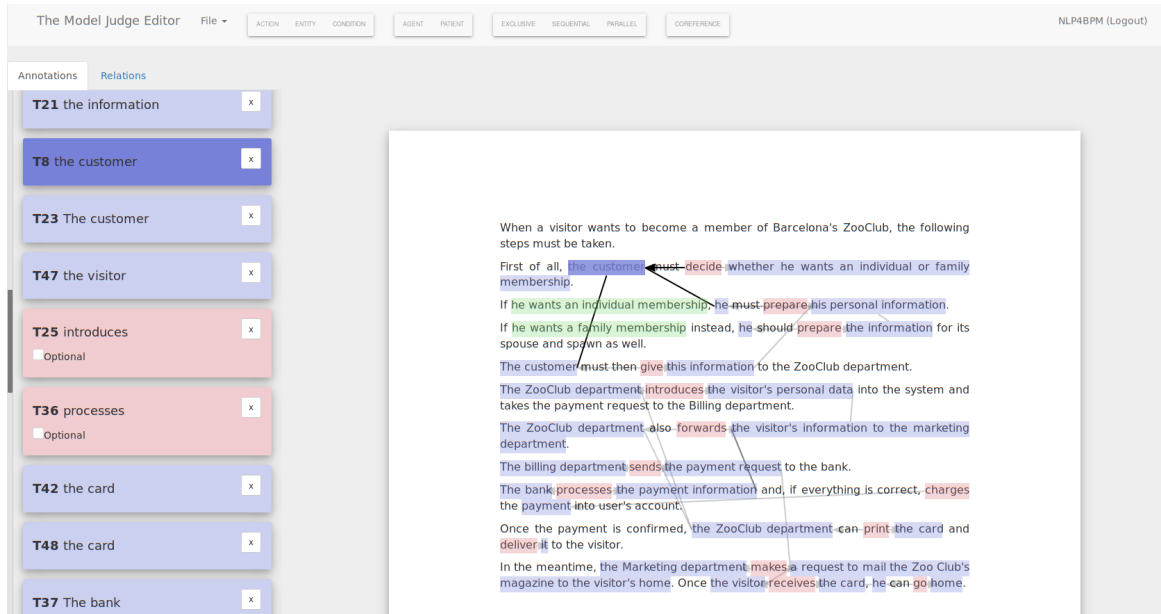 The Model Judge Editor
File
ACTION ENTITY CONDITION
AGENT PATIENT
EXCLUSIVE SEQUENTIAL PARALLEL
COREFERENCE
NLP4BPM (Logout)
Annotations
Relations
T21 the information
x
T8 the customer
x
T23 The customer
x
T47 the visitor
x
T25 introduces
x
Optional
T36 processes
x
Optional
T42 the card
x
T48 the card
x
T37 The bank
x
When a visitor wants to become a member of Barcelona's ZooClub, the following
steps must be taken.
First of all, the customer must decide whether he wants an individual or family
membership.
If he wants an individual membership, he must prepare his personal information.
If he wants a family membership instead, he should prepare the information for its
spouse and spawn as well.
The customer must then give this information to the ZooClub department.
The ZooClub department introduces the visitor's personal data into the system and
takes the payment request to the Billing department.
The ZooClub department also forwards the visitor's information to the marketing
department.
The billing department sends the payment request to the bank.
The bank processes the payment information and, if everything is correct, charges
the payment into user's account.
Once the payment is confirmed, the ZooClub department can print the card and
deliver it to the visitor.
In the meantime, the Marketing department makes a request to mail the Zoo Club's
magazine to the visitor's home. Once the visitor receives the card, he can go home.